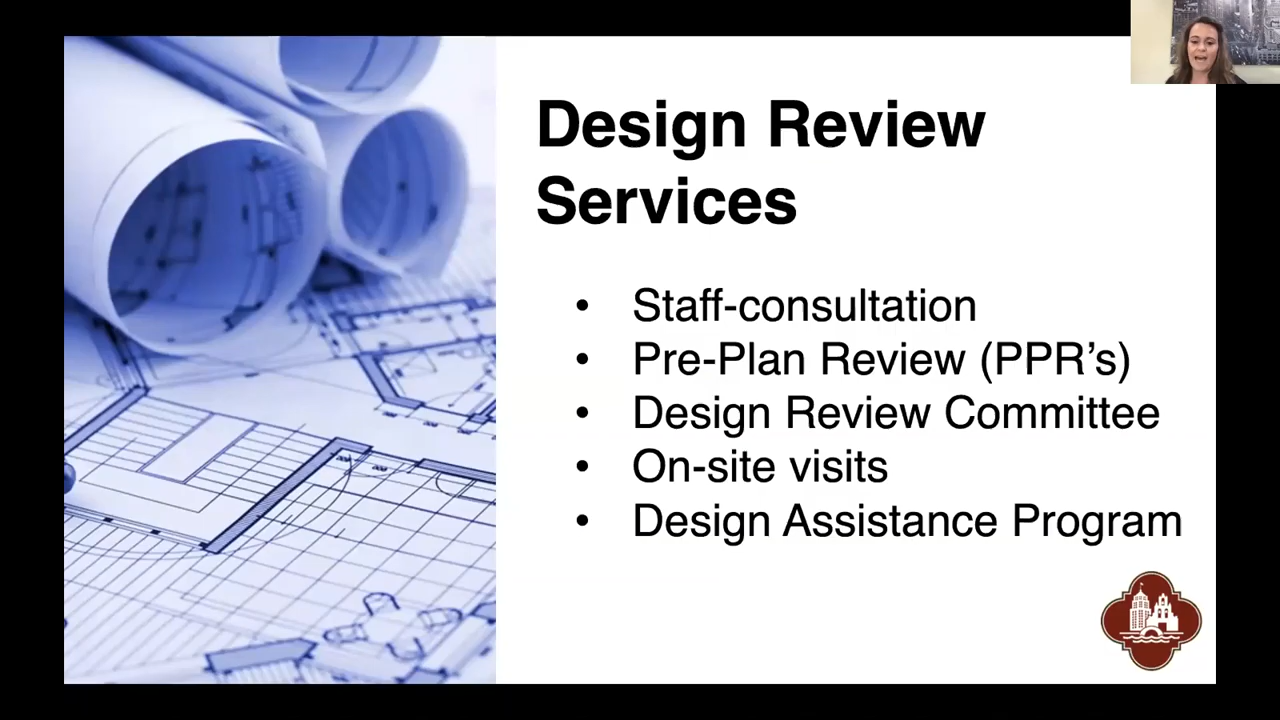 Design Review
Services
• Staff-consultation
• Pre-Plan Review (PPR’s)
• Design Review Committee
• On-site visits
• Design Assistance Program